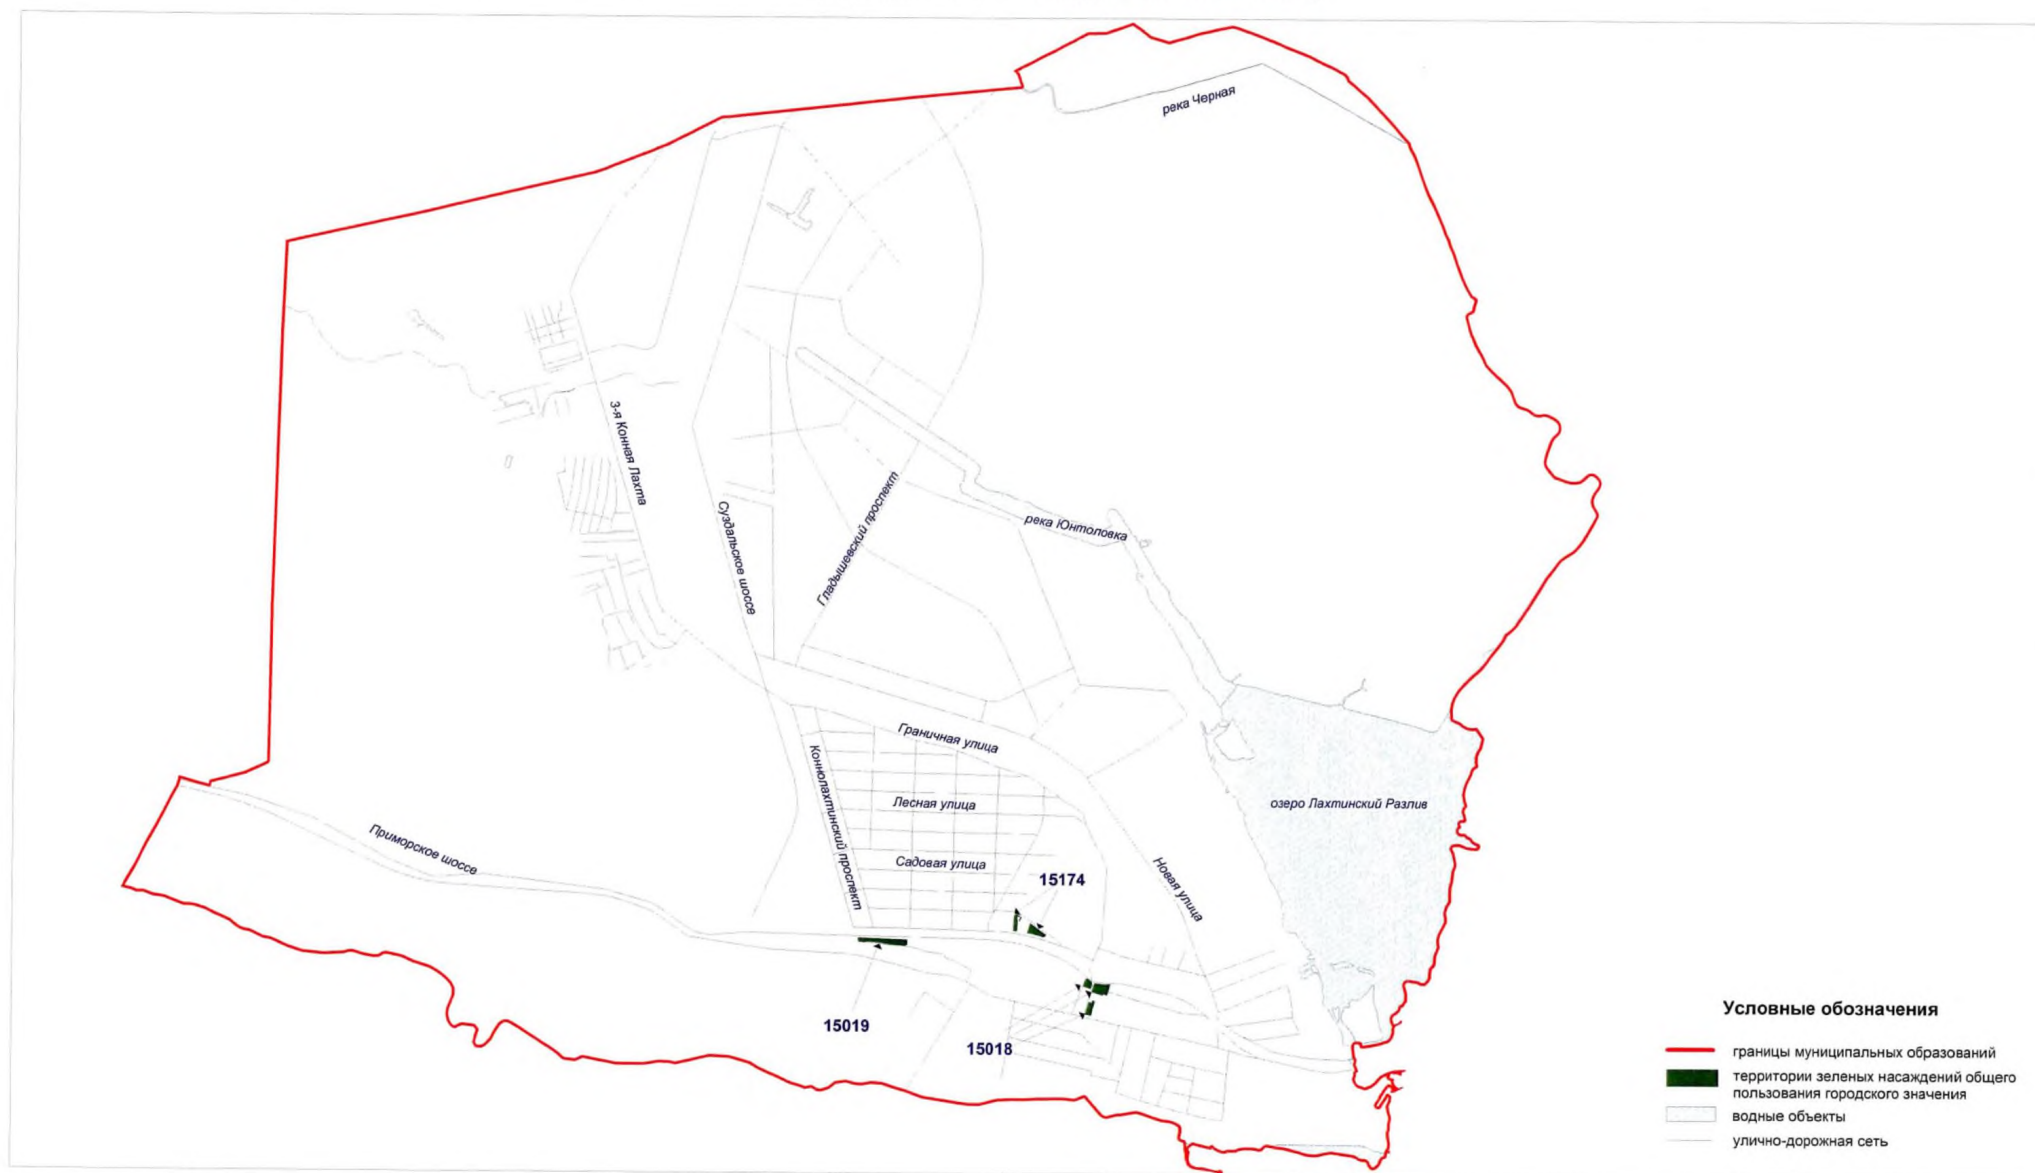 река Черная
3-я Конная Лахта
Суздальское шоссе
Гладышевский проспект
река Юнтоловка
Граничная улица
Коннолахтинский проспект
Лесная улица
озеро Лахтинский Разлив
Приморское шоссе
Садовая улица
Новая улица
15174
15019
15018
Условные обозначения
границы муниципальных образований
территории зеленых насаждений общего
пользования городского значения
водные объекты
улично-дорожная сеть